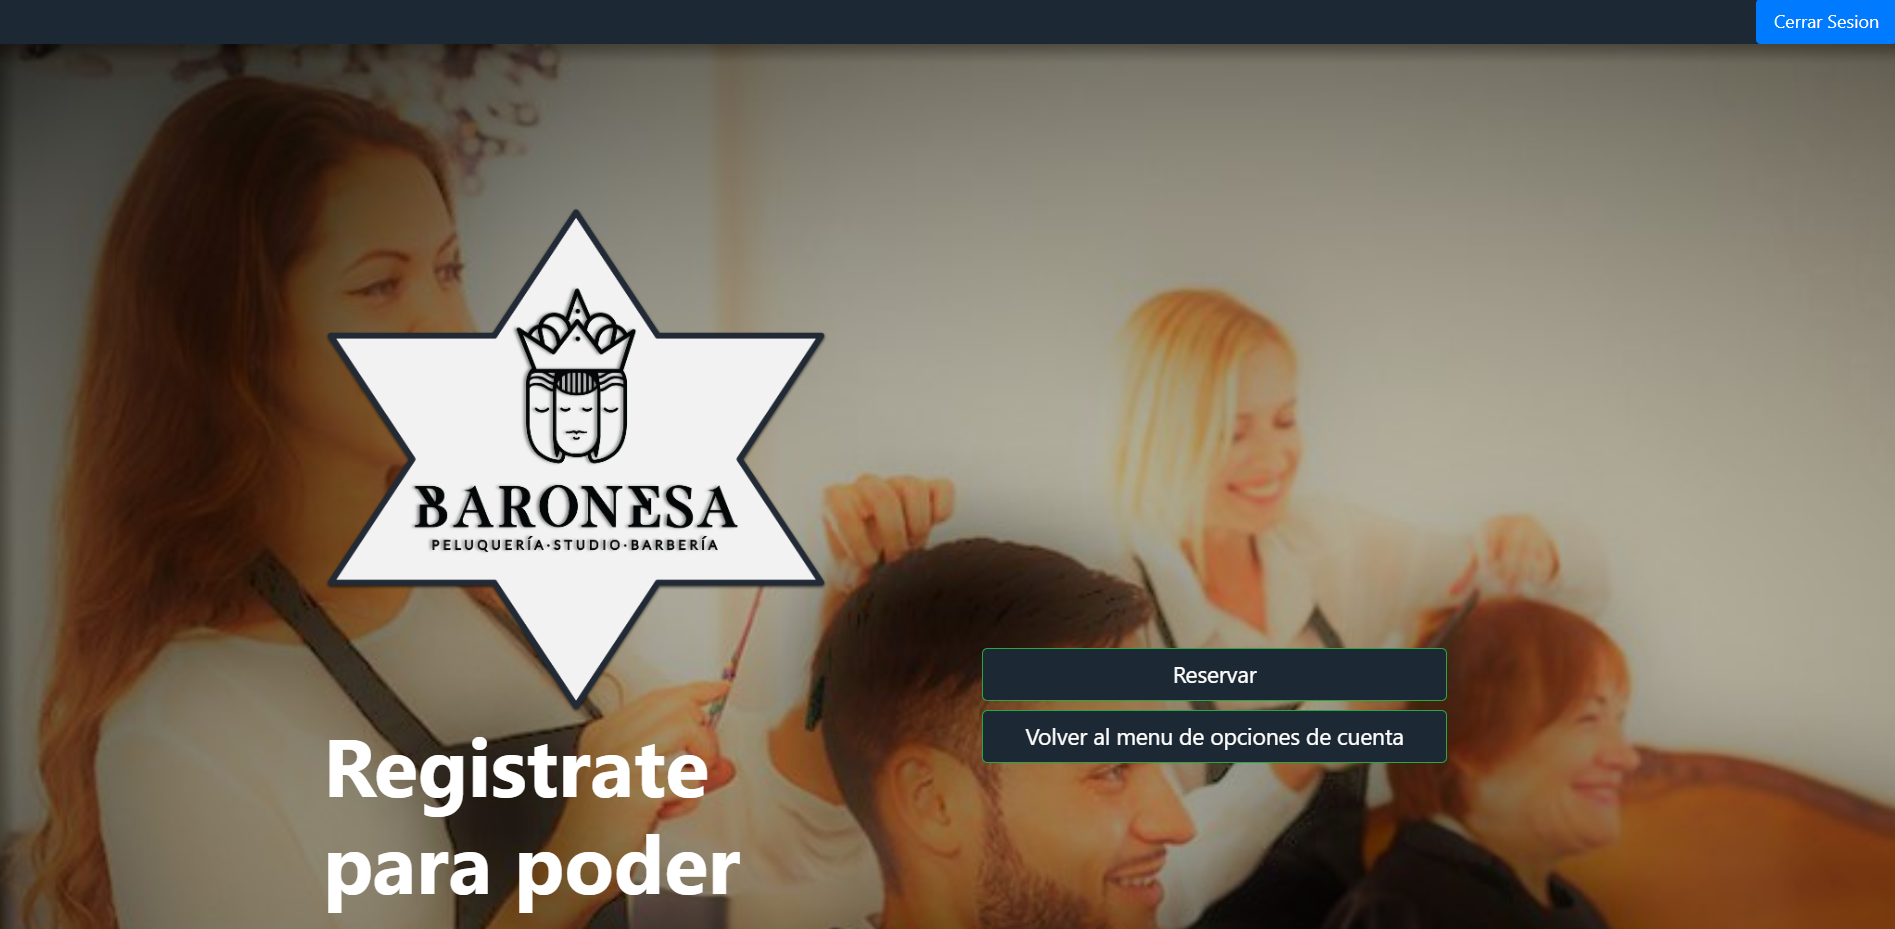 Cerrar Sesion
BARONESA
PELUQUERÍA·STUDIO·BARBERÍA
Reservar
Volver al menu de opciones de cuenta
Registrate
para poder